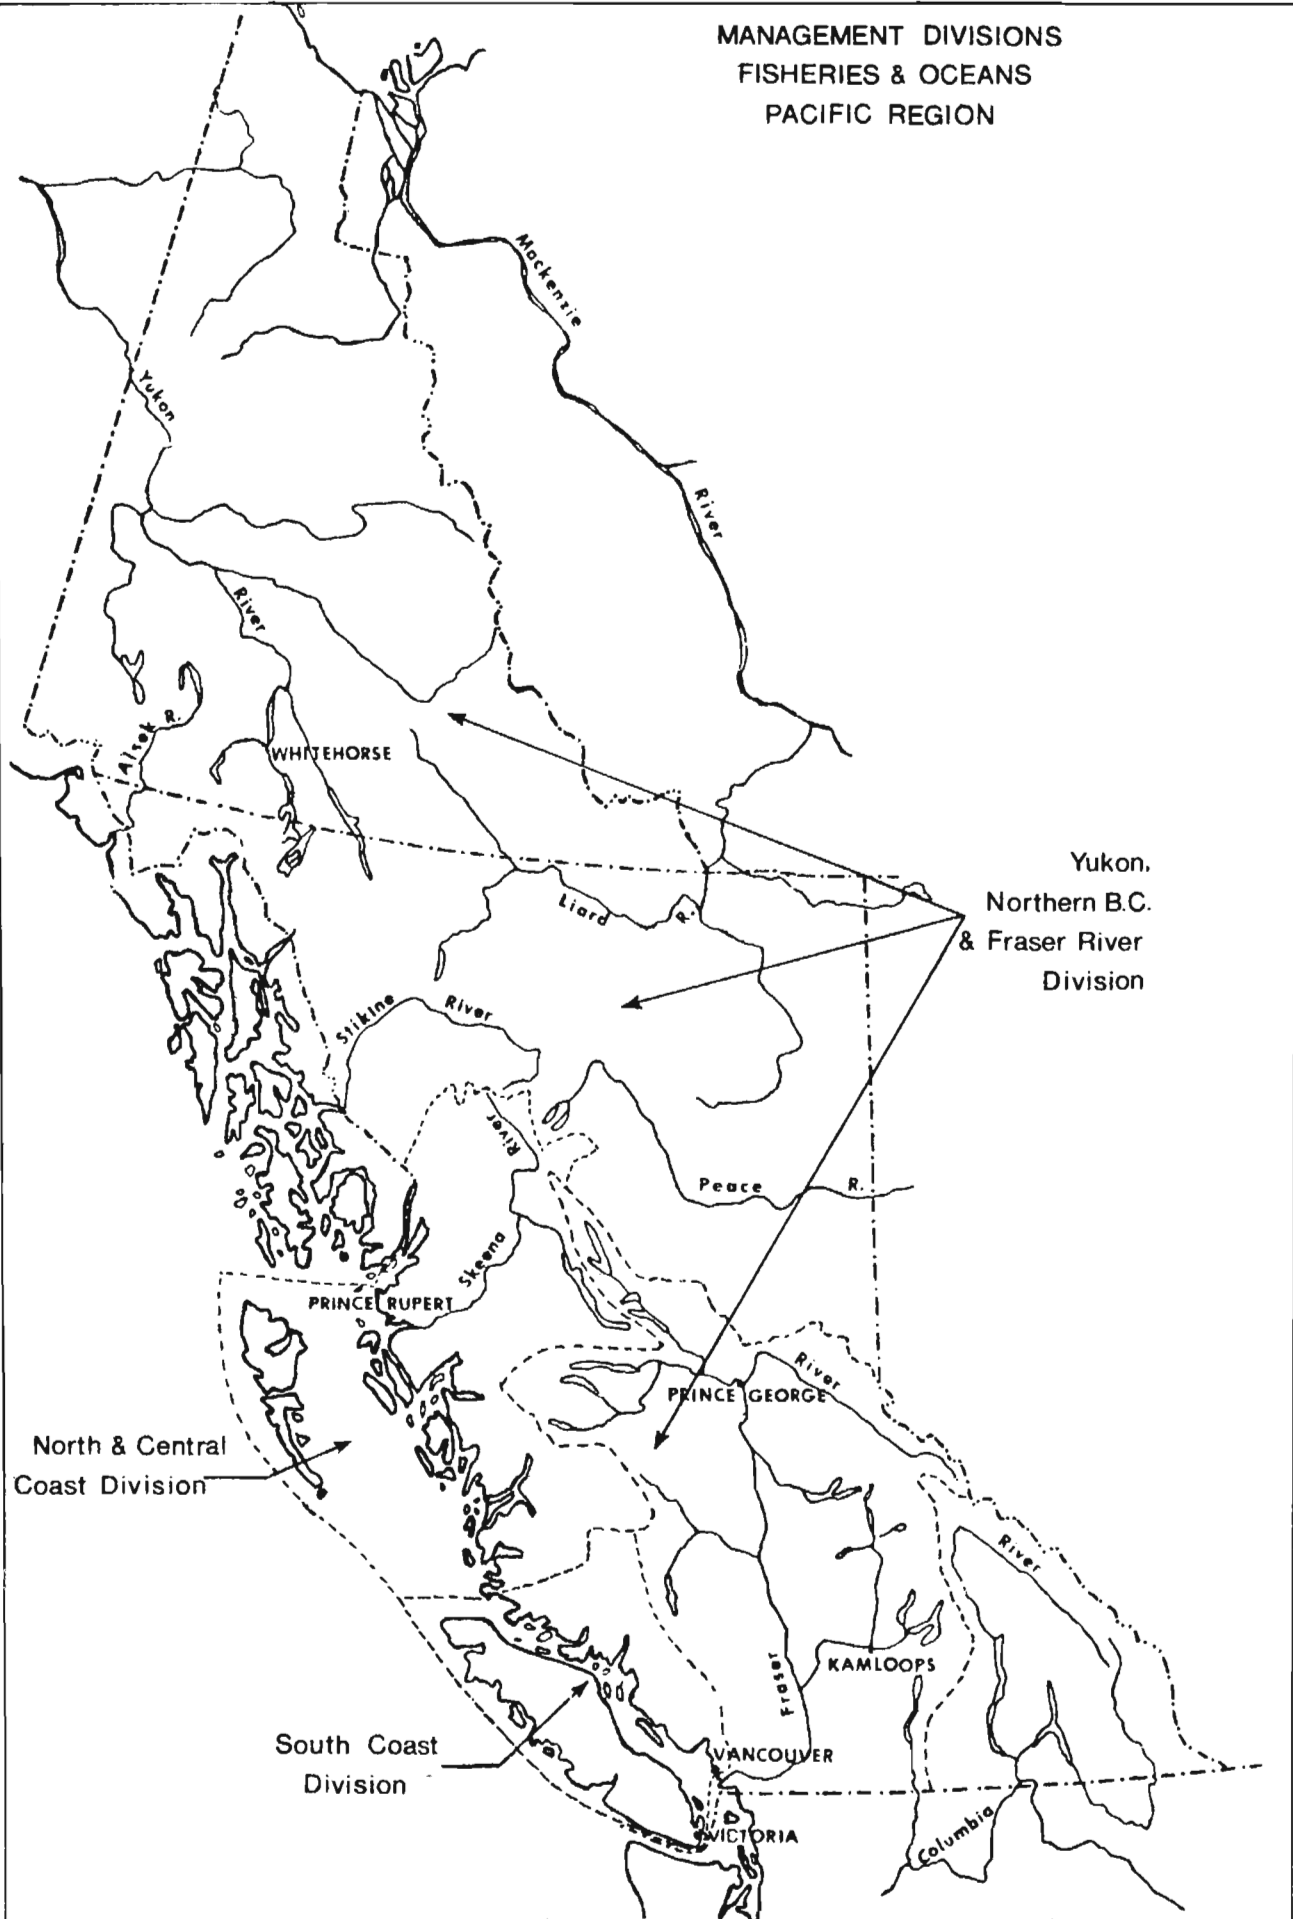 MANAGEMENT DIVISIONS
FISHERIES & OCEANS
PACIFIC REGION
Mackenzie
River
Yukon
River
Alsek R.
WHITEHORSE
Yukon,
Northern B.C.
& Fraser River
Division
Liard R.
Stikine River
River
Peace R.
Skeena
PRINCE RUPERT
River
PRINCE GEORGE
North & Central
Coast Division
River
Fraser
KAMLOOPS
South Coast
Division
VANCOUVER
VICTORIA
Columbia